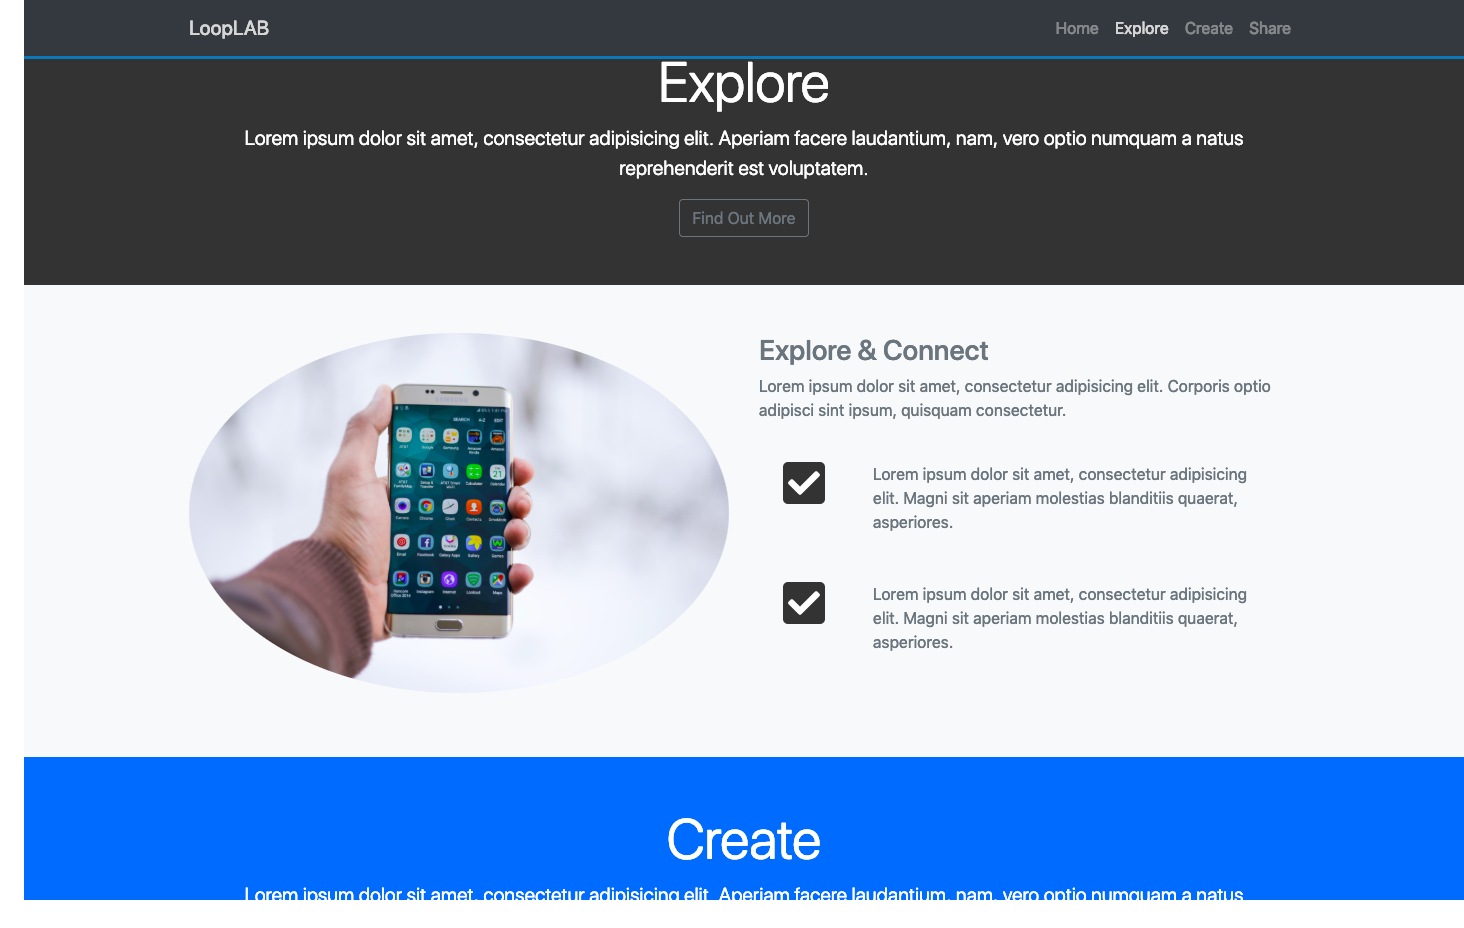 LoopLAB
Home Explore Create Share
Explore
Lorem ipsum dolor sit amet, consectetur adipisicing elit. Aperiam facere laudantium, nam, vero optio numquam a natus
reprehenderit est voluptatem.
Find Out More
Explore & Connect
Lorem ipsum dolor sit amet, consectetur adipisicing elit. Corporis optio
adipisci sint ipsum, quisquam consectetur.
Lorem ipsum dolor sit amet, consectetur adipisicing
elit. Magni sit aperiam molestias blanditiis quaerat,
asperiores.
Lorem ipsum dolor sit amet, consectetur adipisicing
elit. Magni sit aperiam molestias blanditiis quaerat,
asperiores.
SAMSUNG
SEARCH A-Z EDIT
Create
Lorem ipsum dolor sit amet, consectetur adipisicing elit. Aperiam facere laudantium, nam, vero optio numquam a natus